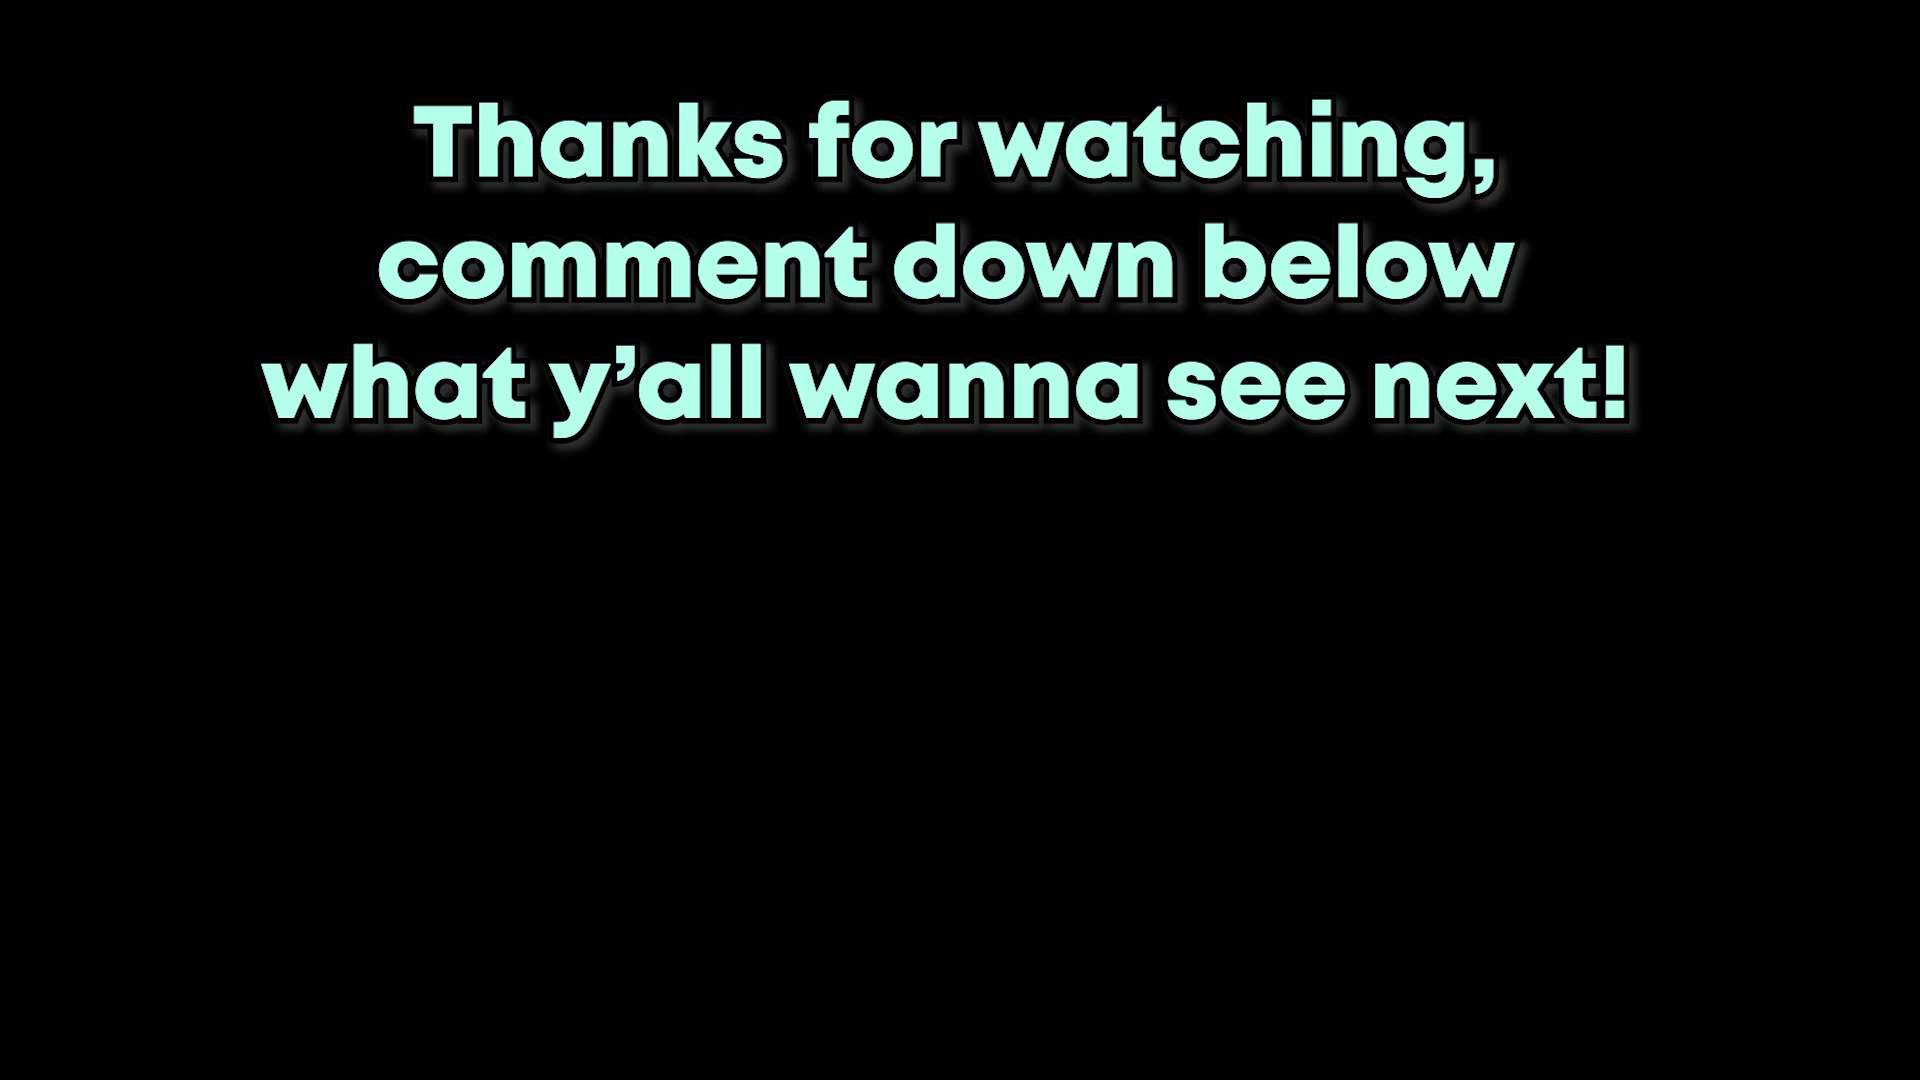 Thanks for watching,
comment down below
what y’all wanna see next!